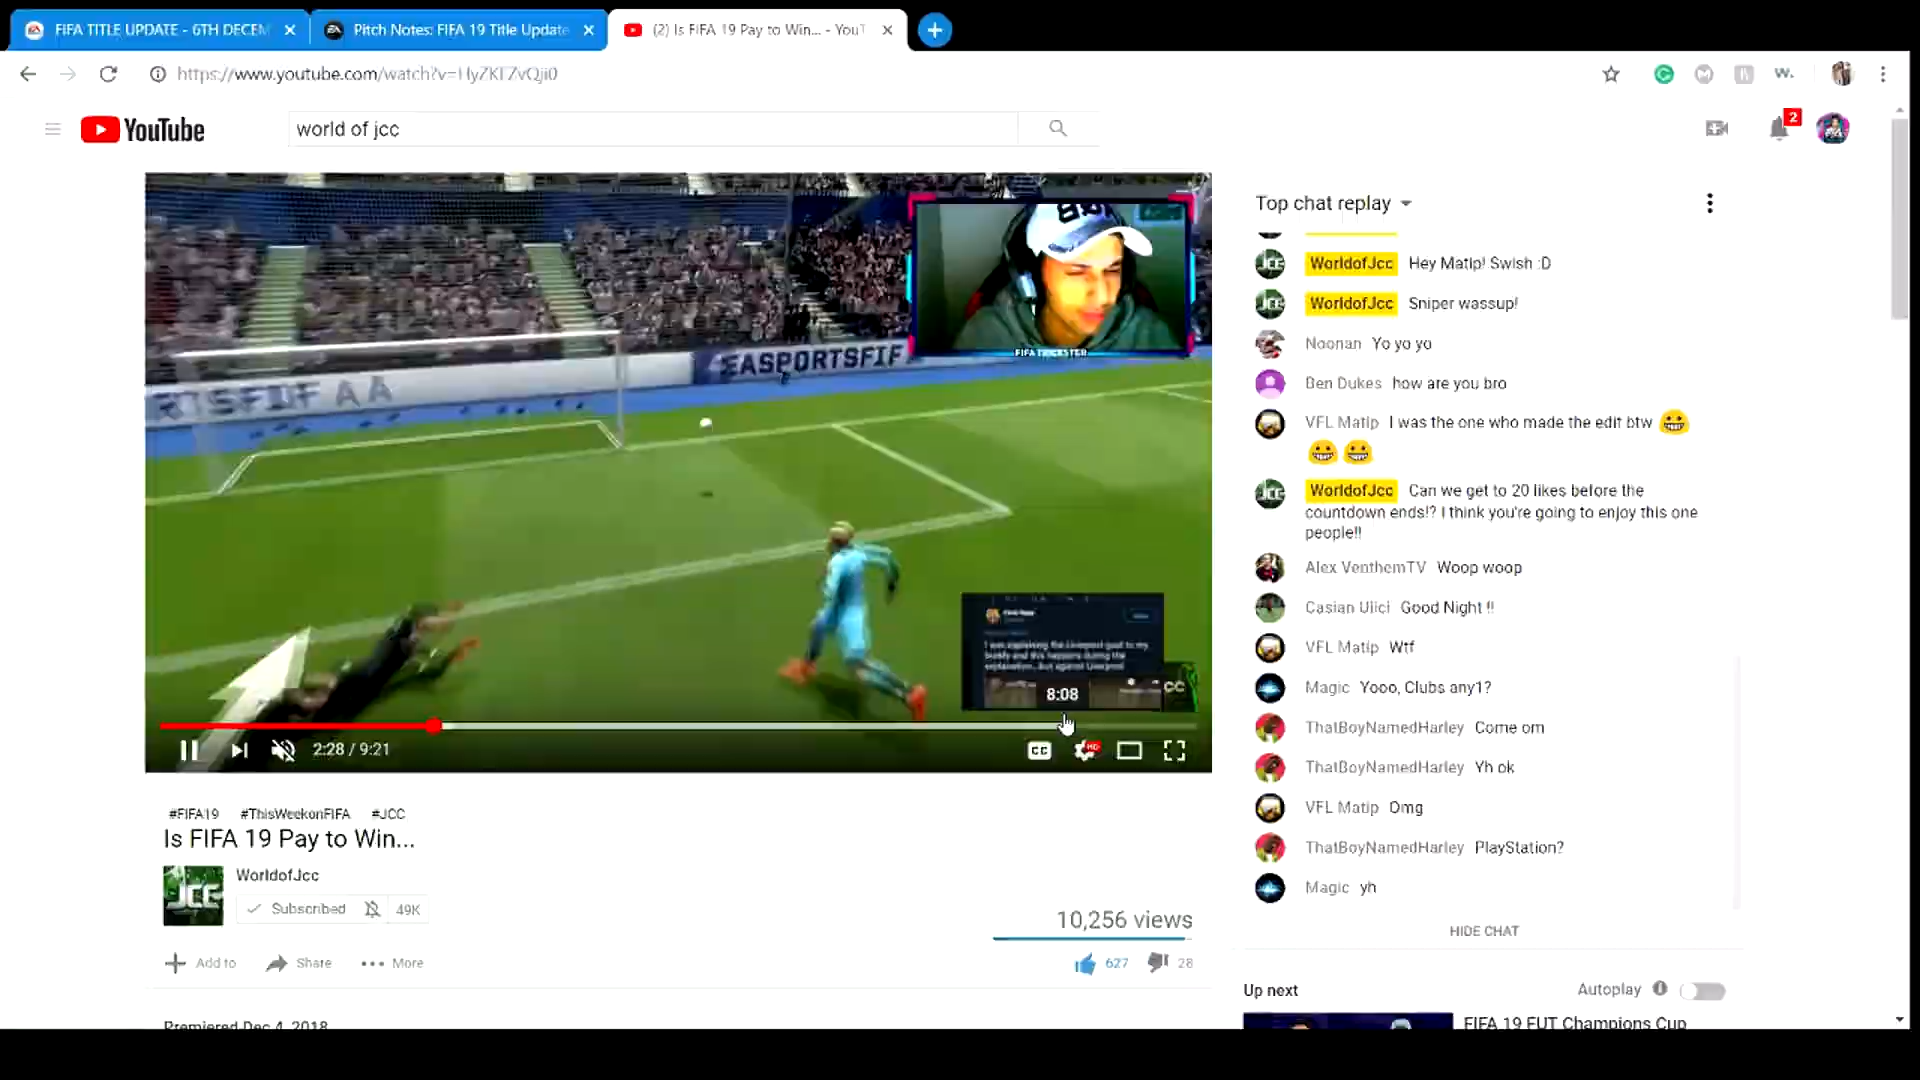 FIFA TITLE UPDATE - 6TH DECEM
Pitch Notes: FIFA 19 Title Update
(2) Is FIFA 19 Pay to Win... - YouT
YouTube
world of jcc
2
FIFA TRICKSTER
EASPORTSFIF
8:08
CC
2:28 / 9:21
CC
HD
#FIFA19 #ThisWeekonFIFA #JCC
Is FIFA 19 Pay to Win...
JCC
WorldofJcc
Subscribed 49K
10,256 views
Add to Share More
627 28
Premiered Dec 4, 2018
Top chat replay
WorldofJcc Hey Matip! Swish :D
WorldofJcc Sniper wassup!
Noonan Yo yo yo
Ben Dukes how are you bro
VFL Matip I was the one who made the edit btw 😀
😀 😀
WorldofJcc Can we get to 20 likes before the
countdown ends!? I think you're going to enjoy this one
people!!
Alex VenthemTV Woop woop
Casian Ulici Good Night !!
VFL Matip Wtf
Magic Yooo, Clubs any1?
ThatBoyNamedHarley Come om
ThatBoyNamedHarley Yh ok
VFL Matip Omg
ThatBoyNamedHarley PlayStation?
Magic yh
HIDE CHAT
Up next
Autoplay
FIFA 19 FUT Champions Cup